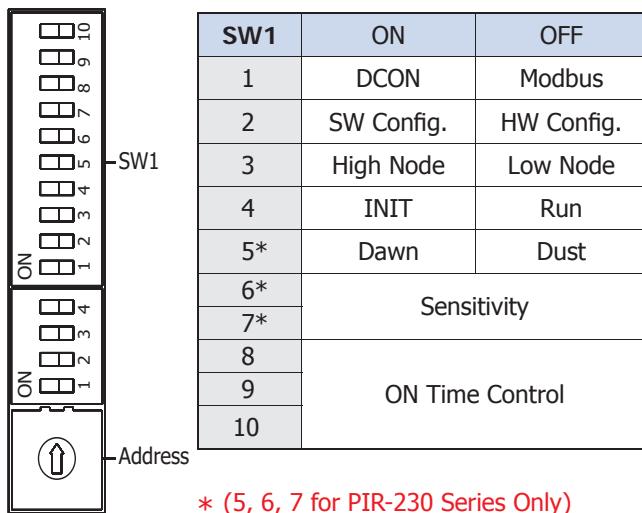 10
9
8
7
6
5
4
3
2
1
ON
SW1
4
3
2
1
ON
Address
SW1 ON OFF
1 DCON Modbus
2 SW Config. HW Config.
3 High Node Low Node
4 INIT Run
5* Dawn Dust
6*
7*
Sensitivity
8
9
10
ON Time Control
* (5, 6, 7 for PIR-230 Series Only)